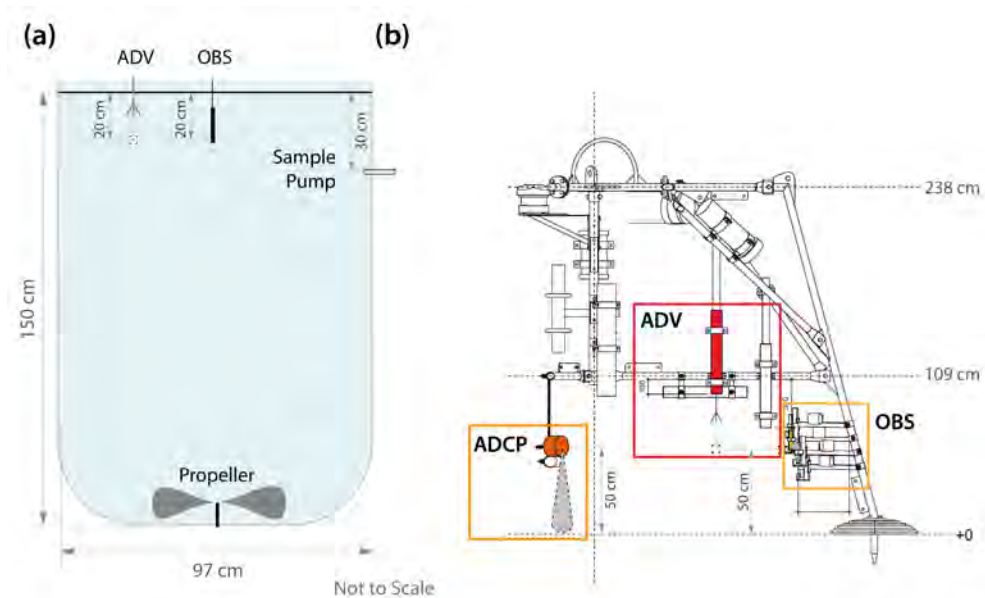 (a)
ADV
OBS
20 cm
20 cm
30 cm
Sample
Pump
150 cm
Propeller
97 cm
Not to Scale
(b)
238 cm
ADV
109 cm
OBS
ADCP
50 cm
50 cm
+0